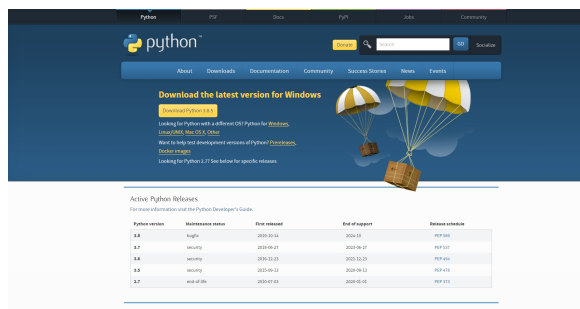 Python
PSF
Docs
PyPI
Jobs
Community
python™
Donate
Search
GO
Socialize
About
Downloads
Documentation
Community
Success Stories
News
Events
Download the latest version for Windows
Download Python 3.8.5
Looking for Python with a different OS? Python for Windows,
Linux/UNIX, Mac OS X, Other
Want to help test development versions of Python? Prereleases,
Docker images
Looking for Python 2.7? See below for specific releases
Active Python Releases
For more information visit the Python Developer's Guide.
Python version Maintenance status First released End of support Release schedule
3.8 bugfix 2019-10-14 2024-10 PEP 569
3.7 security 2018-06-27 2023-06-27 PEP 537
3.6 security 2016-12-23 2021-12-23 PEP 494
3.5 security 2015-09-13 2020-09-13 PEP 478
2.7 end-of-life 2010-07-03 2020-01-01 PEP 373